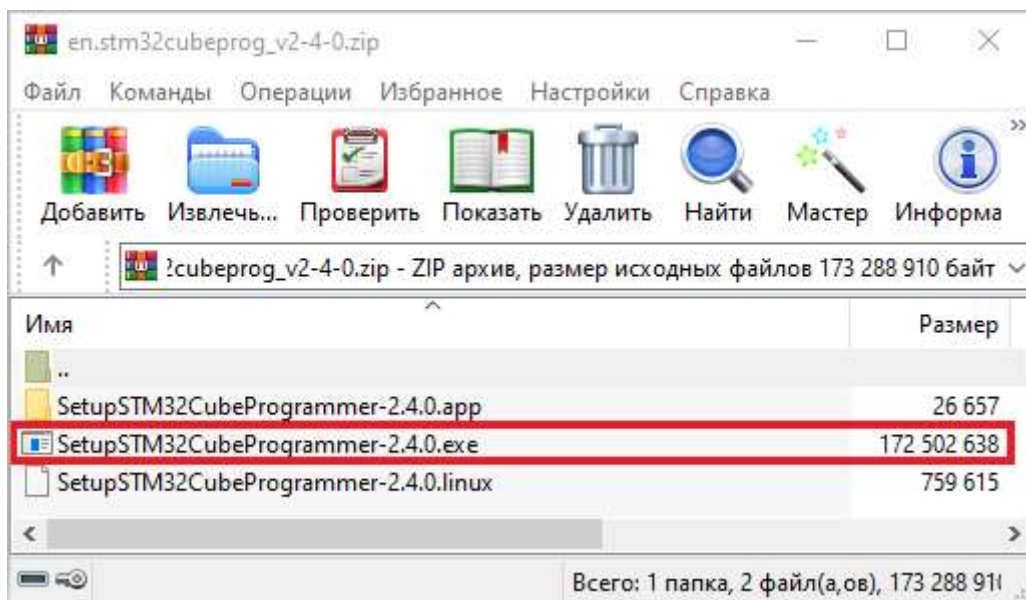 en.stm32cubeprog_v2-4-0.zip
Файл Команды Операции Избранное Настройки Справка
Добавить Извлечь... Проверить Показать Удалить Найти Мастер Информа
2cubeprog_v2-4-0.zip - ZIP архив, размер исходных файлов 173 288 910 байт
Имя Размер
..
SetupSTM32CubeProgrammer-2.4.0.app 26 657
SetupSTM32CubeProgrammer-2.4.0.exe 172 502 638
SetupSTM32CubeProgrammer-2.4.0.linux 759 615
Всего: 1 папка, 2 файл(а,ов), 173 288 910